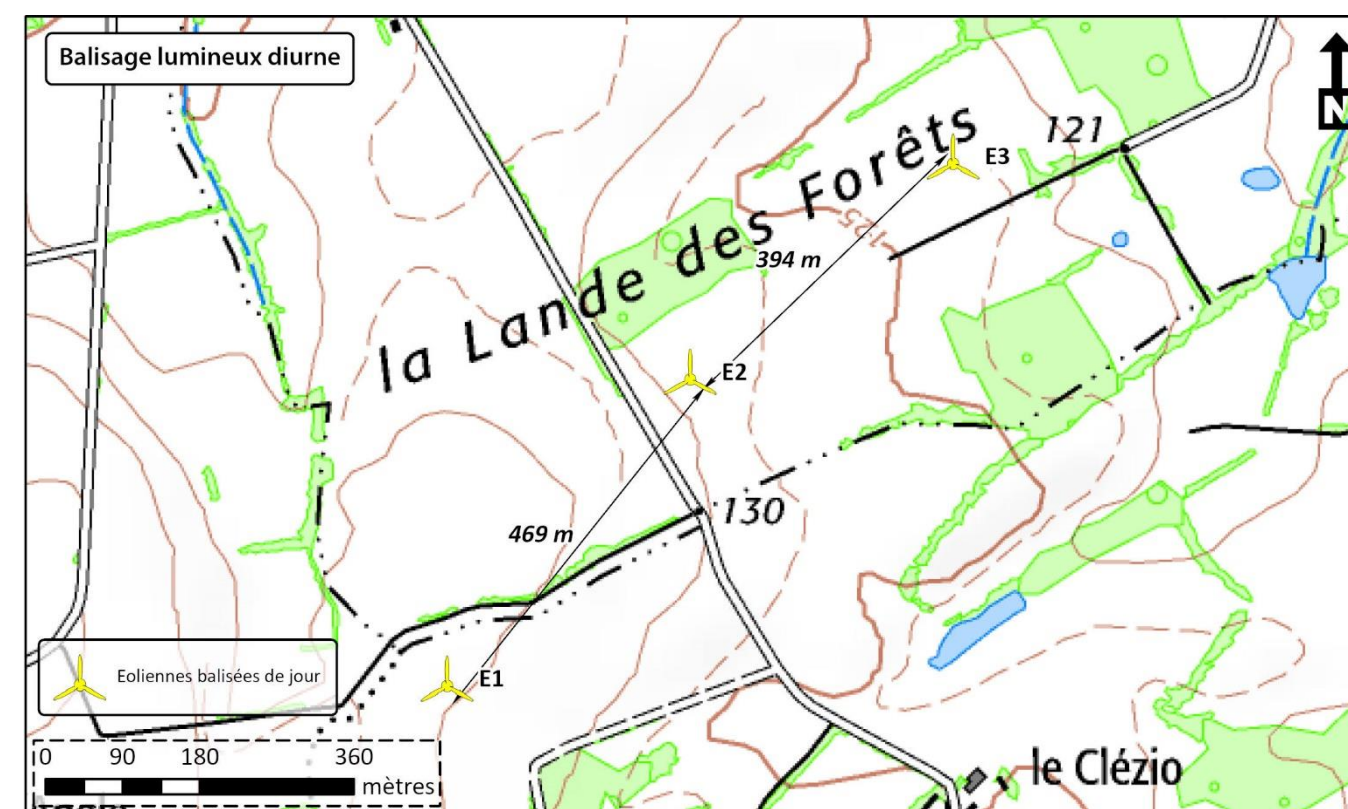 Balisage lumineux diurne
N
121
E3
la Lande des Forêts
125
394 m
E2
130
469 m
E1
Eoliennes balisées de jour
0 90 180 360
mètres
le Clézio